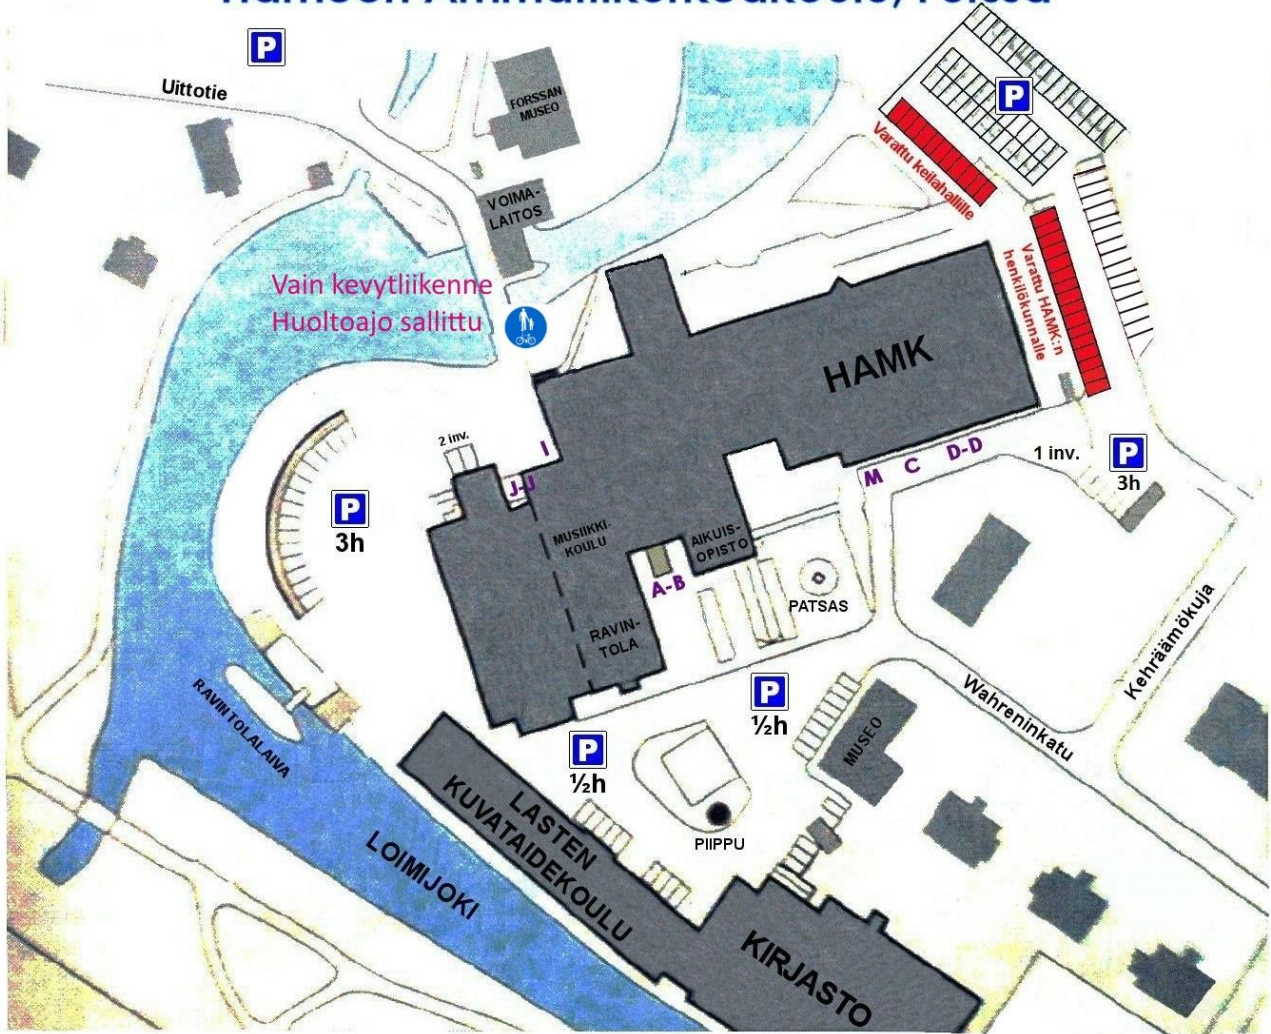 P
Uittotie
FORSSAN
MUSEO
P
Varattu keilahallille
VOIMA-
LAITOS
Vain kevytliikenne
Huoltoajo sallittu
Varattu HAMK:n
henkilökunnalle
HAMK
2 inv.
I
J-J
M C D-D
1 inv.
P
3h
P
3h
MUSIIKKI-
KOULU
AIKUIS-
OPISTO
A-B
PATSAS
RAVIN-
TOLA
Kehräämökuja
Wahreninkatu
P
½h
P
½h
MUSEO
RAVINTOLALAIVA
LASTEN
KUVATAIDEKOULU
PIIPPU
LOIMIJOKI
KIRJASTO